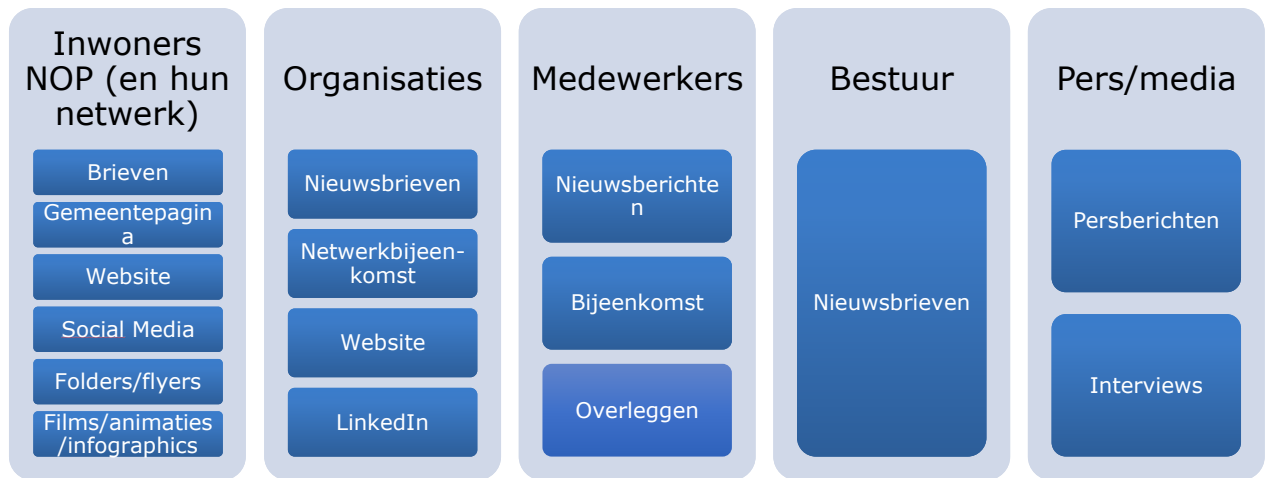 Inwoners
NOP (en hun
netwerk)
Brieven
Gemeentepagin
a
Website
Social Media
Folders/flyers
Films/animaties
/infographics
Organisaties
Nieuwsbrieven
Netwerkbijeen-
komst
Website
LinkedIn
Medewerkers
Nieuwsberichte
n
Bijeenkomst
Overleggen
Bestuur
Nieuwsbrieven
Pers/media
Persberichten
Interviews